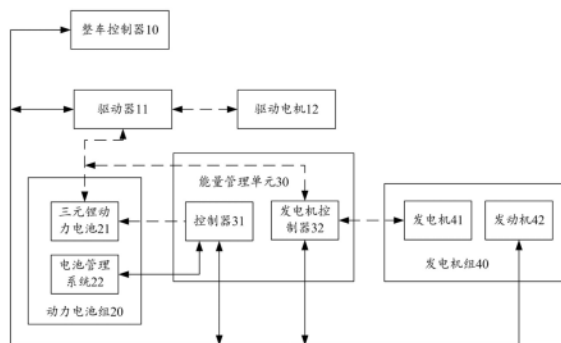 整车控制器10
驱动器11
驱动电机12
能量管理单元30
三元锂动
力电池21
控制器31
发电机控
制器32
发电机41
发动机42
电池管理
系统22
发电机组40
动力电池组20